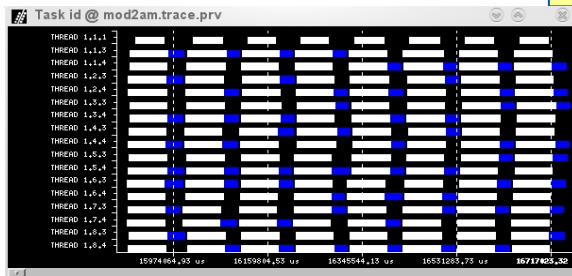 Task id @ mod2am.trace.prv
THREAD 1.1.1
THREAD 1.1.3
THREAD 1.1.4
THREAD 1.2.3
THREAD 1.2.4
THREAD 1.3.3
THREAD 1.3.4
THREAD 1.4.3
THREAD 1.4.4
THREAD 1.5.3
THREAD 1.5.4
THREAD 1.6.3
THREAD 1.6.4
THREAD 1.7.3
THREAD 1.7.4
THREAD 1.8.3
THREAD 1.8.4
15974064,93 us 16159804,53 us 16345544,13 us 16531283,73 us 16717023,32